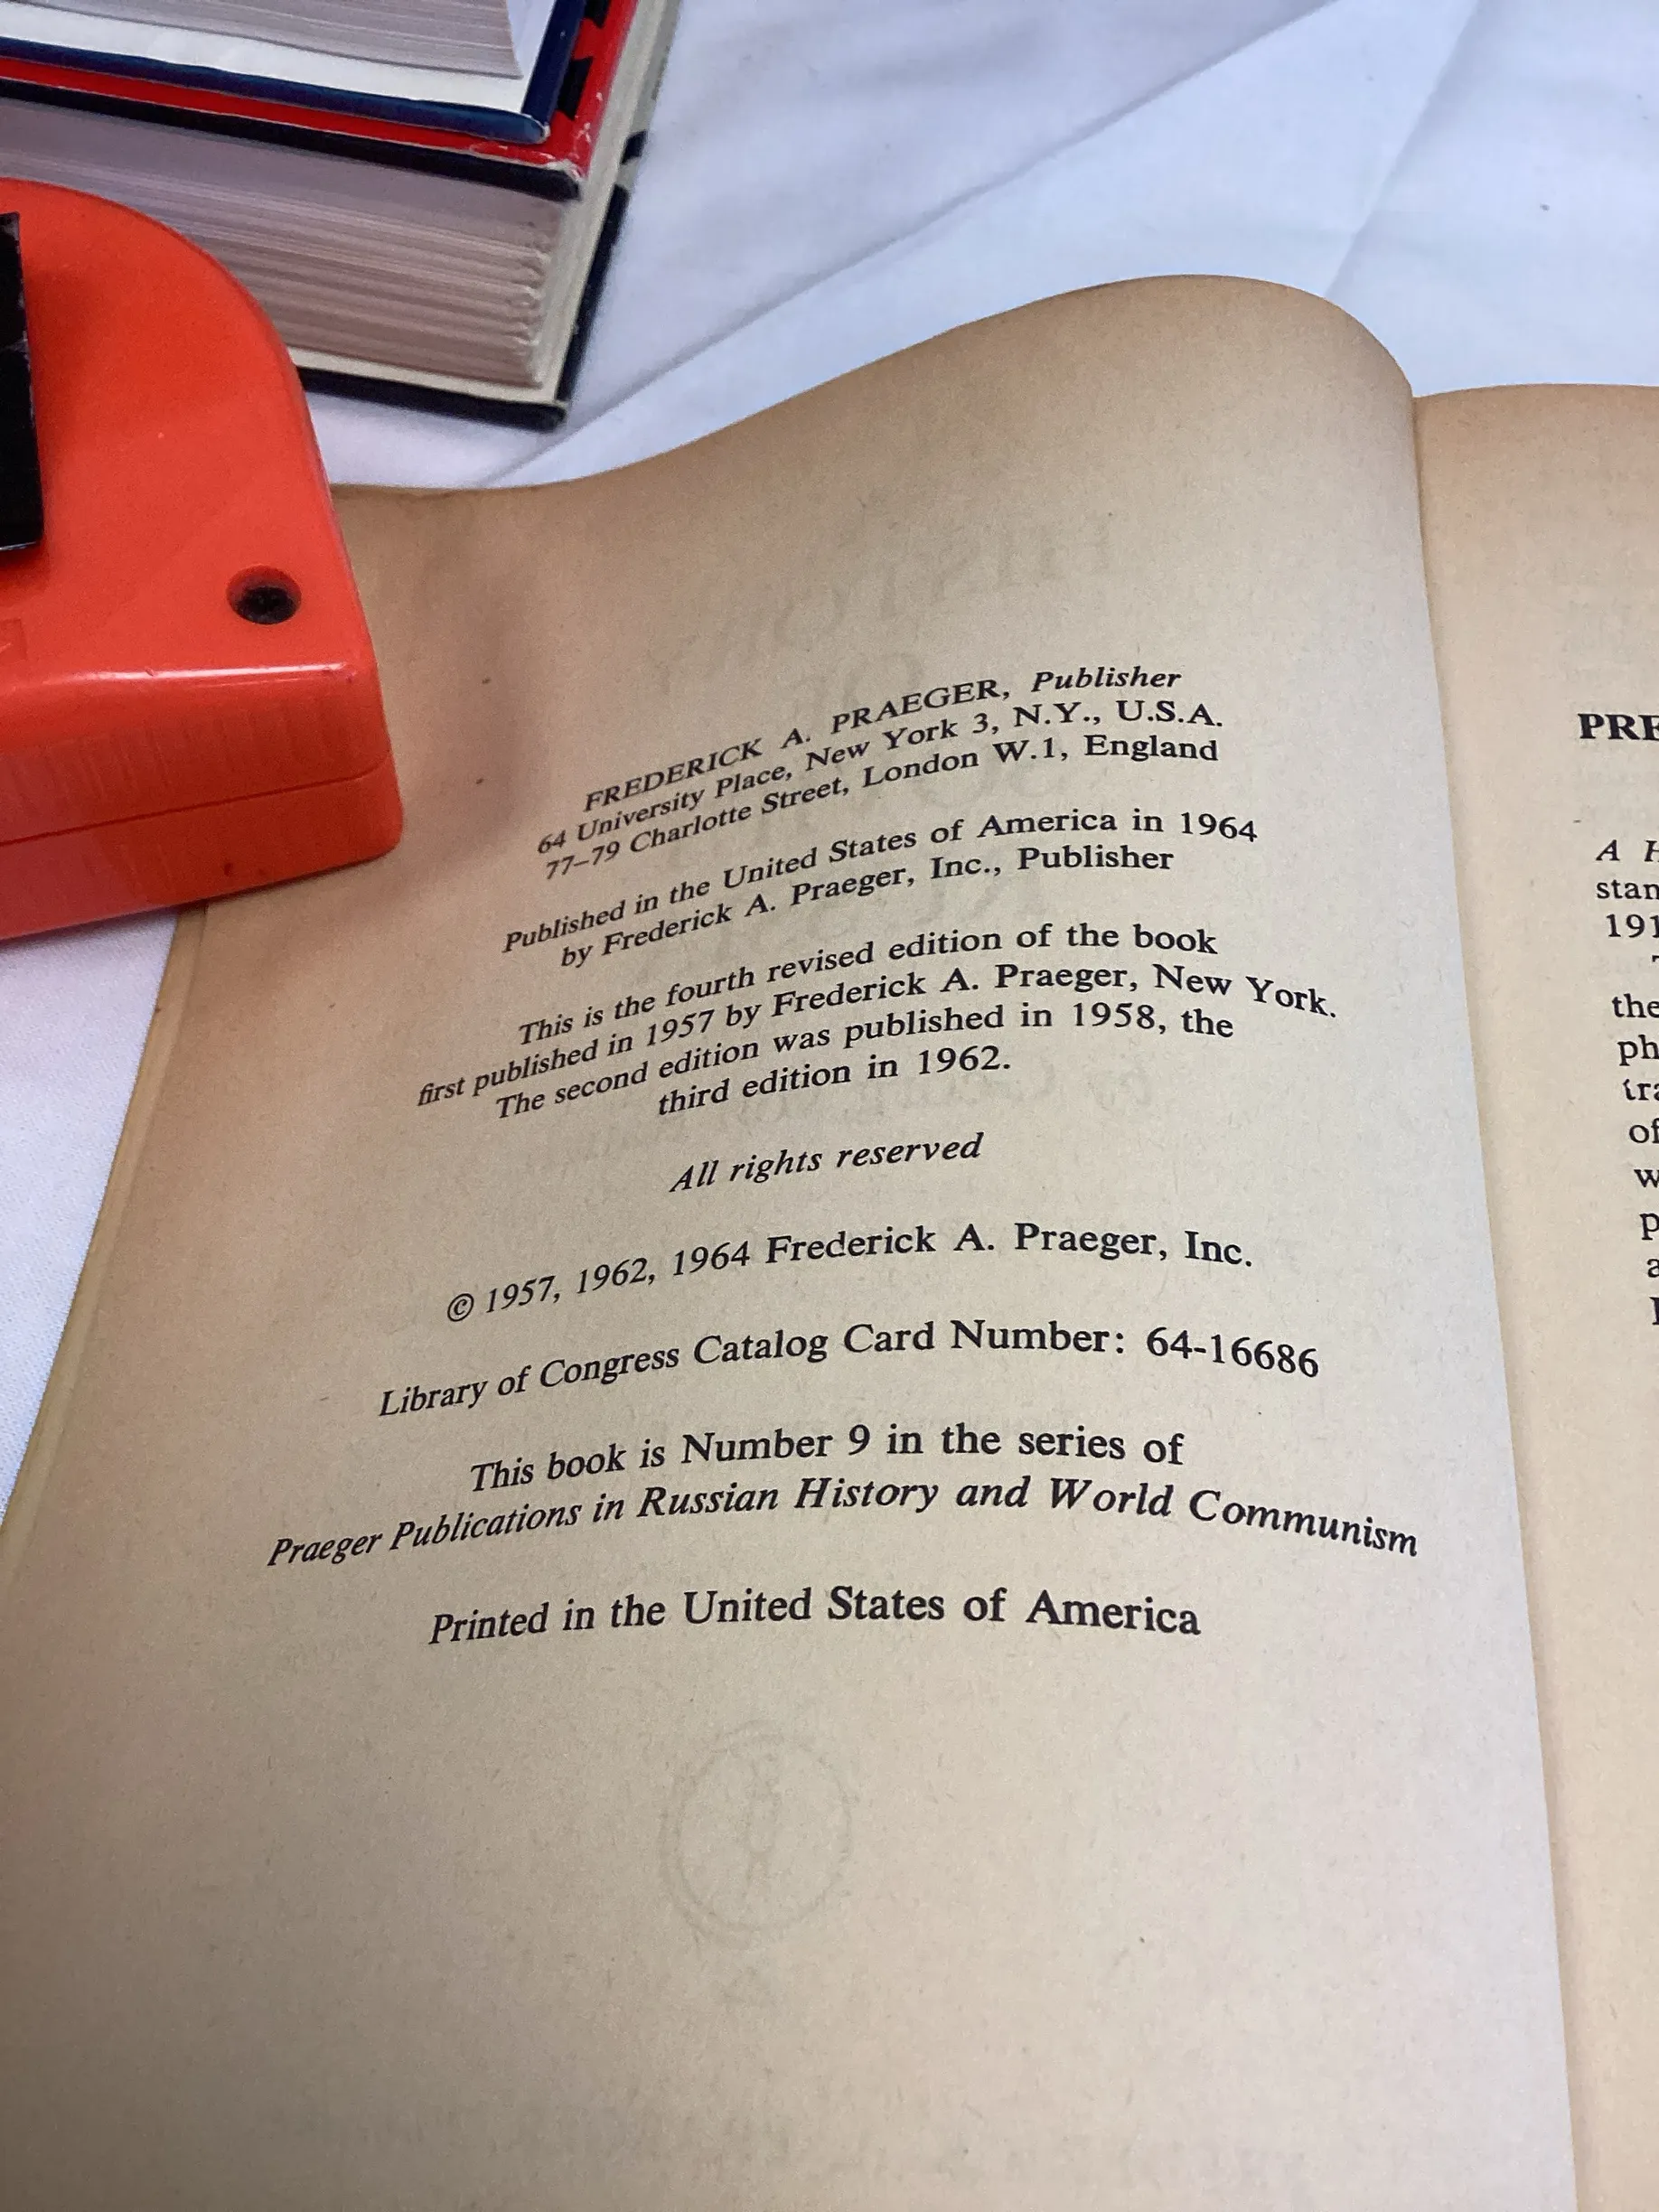 FREDERICK A. PRAEGER, Publisher
64 University Place, New York 3, N.Y., U.S.A.
77–79 Charlotte Street, London W.1, England
Published in the United States of America in 1964
by Frederick A. Praeger, Inc., Publisher
This is the fourth revised edition of the book
first published in 1957 by Frederick A. Praeger, New York.
The second edition was published in 1958, the
third edition in 1962.
All rights reserved
© 1957, 1962, 1964 Frederick A. Praeger, Inc.
Library of Congress Catalog Card Number: 64-16686
This book is Number 9 in the series of
Praeger Publications in Russian History and World Communism
Printed in the United States of America
PRE
A H
stan
191
the
ph
tra
of
w
p
a